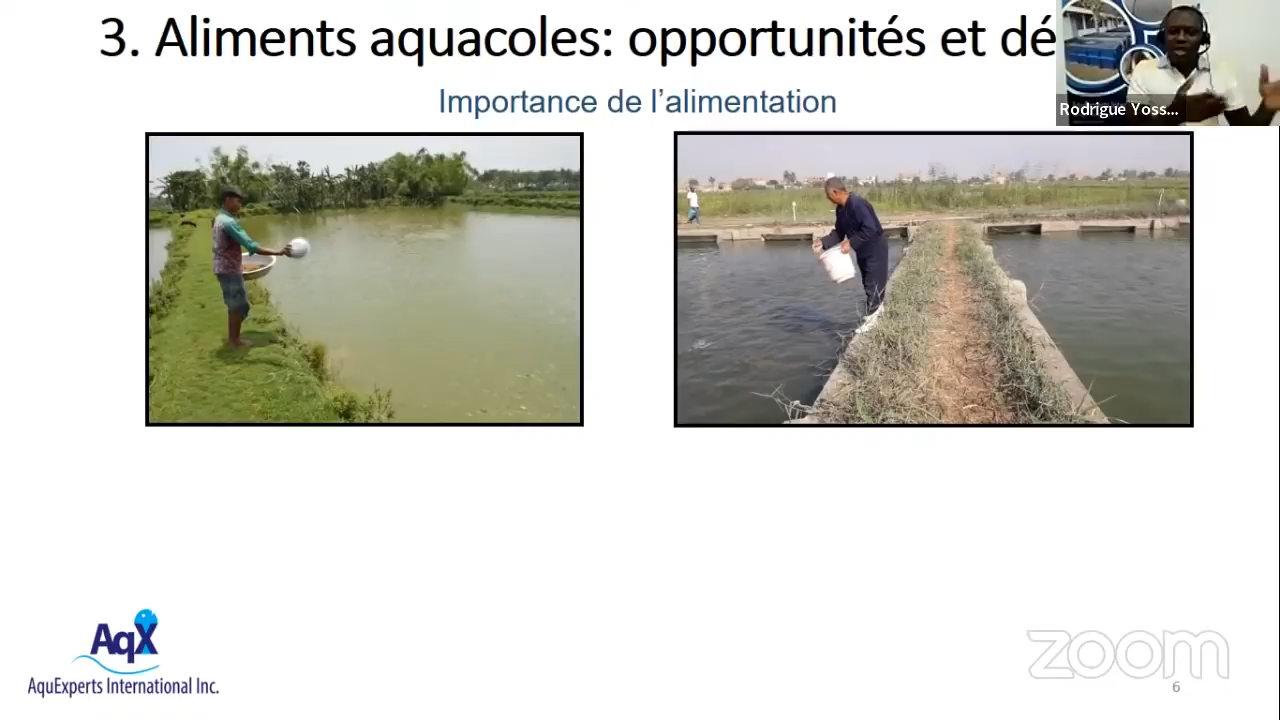 3. Aliments aquacoles: opportunités et dé
Importance de l'alimentation
Rodrigue Yoss...
AqX
AquExperts International Inc.
zoom
6